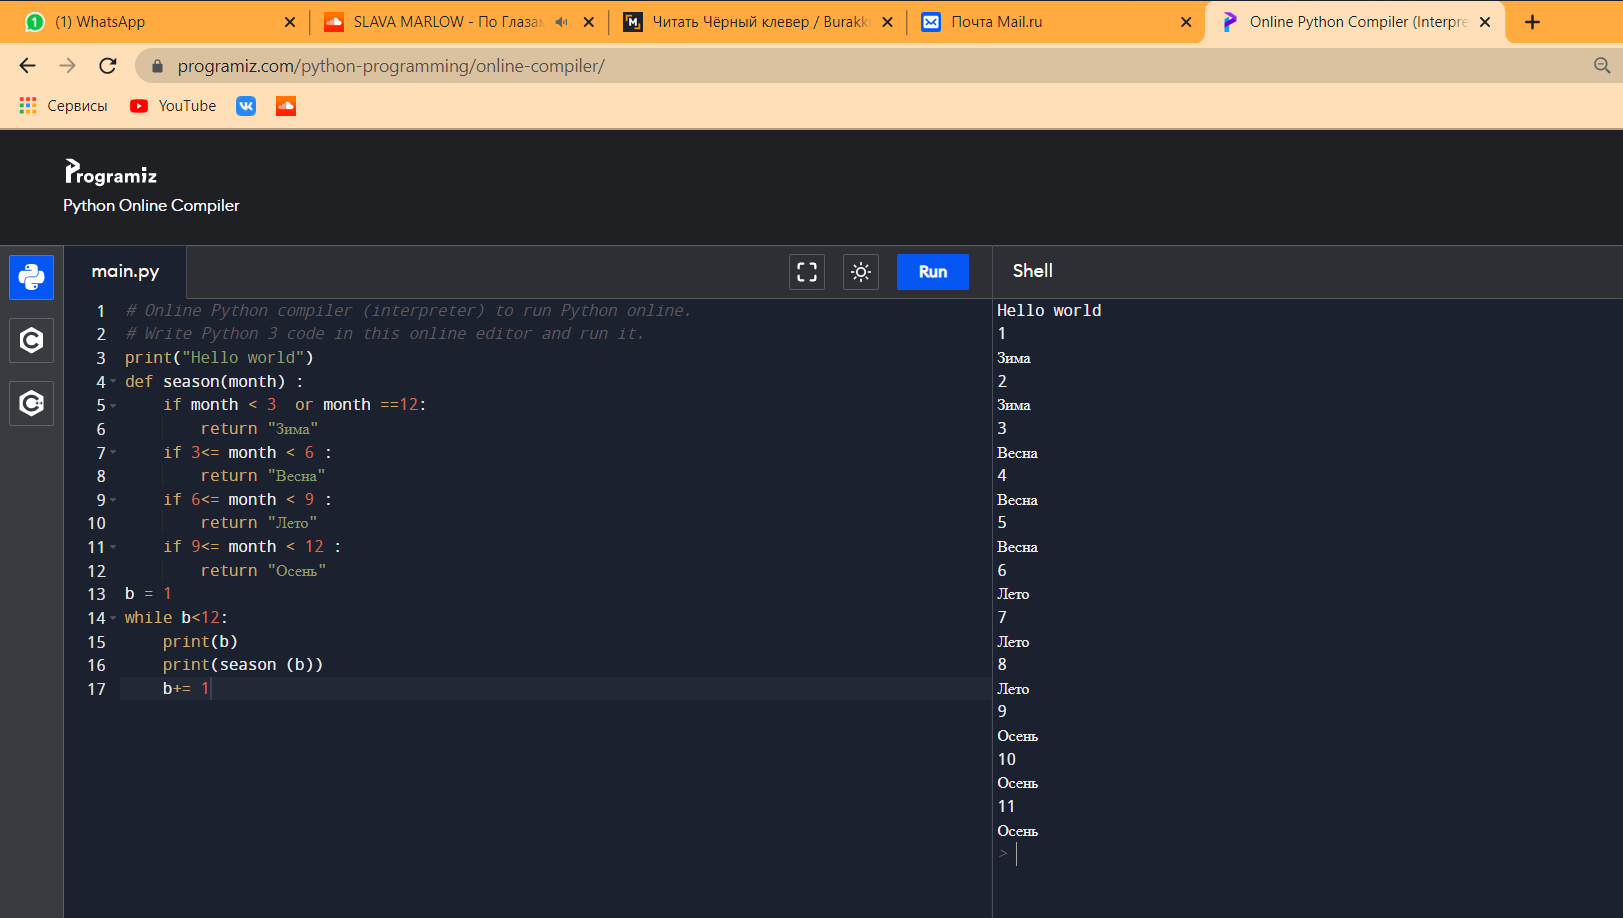 (1) WhatsApp
SLAVA MARLOW - По Глазам
Читать Чёрный клевер / Burakk
Почта Mail.ru
Online Python Compiler (Interpre
programiz.com/python-programming/online-compiler/
Сервисы
YouTube
Programiz
Python Online Compiler
main.py
Run
Shell
1 # Online Python compiler (interpreter) to run Python online.
2 # Write Python 3 code in this online editor and run it.
3 print("Hello world")
4 def season(month) :
5     if month < 3  or month ==12:
6         return "Зима"
7     if 3<= month < 6 :
8         return "Весна"
9     if 6<= month < 9 :
10         return "Лето"
11     if 9<= month < 12 :
12         return "Осень"
13 b = 1
14 while b<12:
15     print(b)
16     print(season (b))
17     b+= 1
Hello world
1
Зима
2
Зима
3
Весна
4
Весна
5
Весна
6
Лето
7
Лето
8
Лето
9
Осень
10
Осень
11
Осень
>